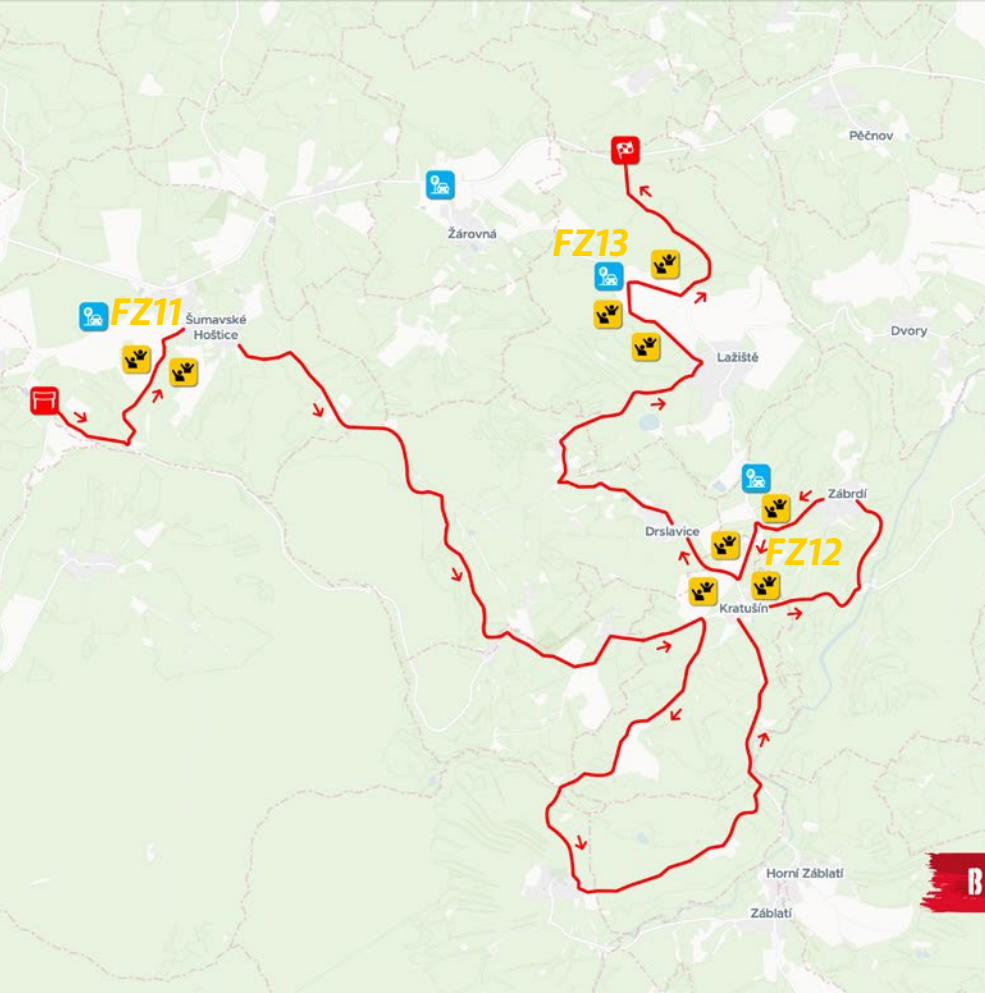 Pěčnov
Žárovná
FZ13
FZ11
Šumavské
Hoštice
Dvory
Lažiště
Zábrdí
Drslavice
FZ12
Kratušín
Horní Záblatí
B
Záblatí